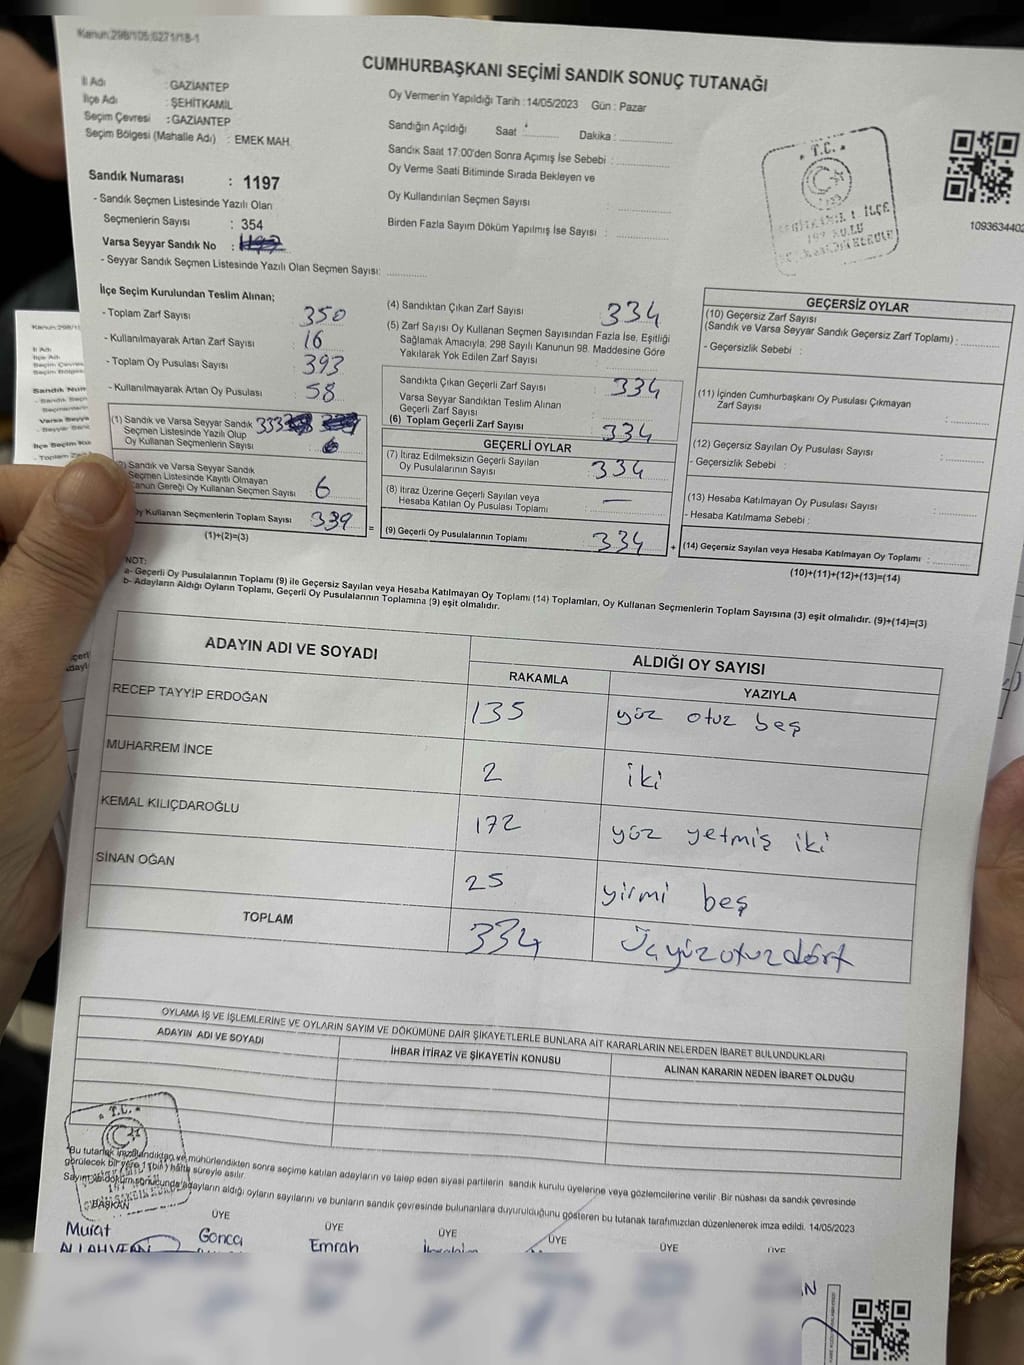 Kanun:298/105;6271/18-1
CUMHURBAŞKANI SEÇİMİ SANDIK SONUÇ TUTANAĞI
İl Adı : GAZİANTEP
İlçe Adı : ŞEHİTKAMİL
Seçim Çevresi : GAZİANTEP
Seçim Bölgesi (Mahalle Adı) : EMEK MAH.
Sandık Numarası : 1197
- Sandık Seçmen Listesinde Yazılı Olan
Seçmenlerin Sayısı : 354
Varsa Seyyar Sandık No :
- Seyyar Sandık Seçmen Listesinde Yazılı Olan Seçmen Sayısı:
Oy Vermenin Yapıldığı Tarih : 14/05/2023 Gün : Pazar
Sandığın Açıldığı Saat : Dakika :
Sandık Saat 17:00'den Sonra Açımış İse Sebebi :
Oy Verme Saati Bitiminde Sırada Bekleyen ve
Oy Kullandırılan Seçmen Sayısı :
Birden Fazla Sayım Döküm Yapılmış İse Sayısı :
T.C.
1093634402
İlçe Seçim Kurulundan Teslim Alınan;
- Toplam Zarf Sayısı : 350
- Kullanılmayarak Artan Zarf Sayısı : 16
- Toplam Oy Pusulası Sayısı : 393
- Kullanılmayarak Artan Oy Pusulası : 58
(1) Sandık ve Varsa Seyyar Sandık 333
Seçmen Listesinde Yazılı Olup
Oy Kullanan Seçmenlerin Sayısı :
Sandık ve Varsa Seyyar Sandık
Seçmen Listesinde Kayıtlı Olmayan
Kanun Gereği Oy Kullanan Seçmen Sayısı : 6
Oy Kullanan Seçmenlerin Toplam Sayısı : 339
(1)+(2)=(3)
(4) Sandıktan Çıkan Zarf Sayısı : 334
(5) Zarf Sayısı Oy Kullanan Seçmen Sayısından Fazla İse, Eşitliği
Sağlamak Amacıyla, 298 Sayılı Kanunun 98. Maddesine Göre
Yakılarak Yok Edilen Zarf Sayısı :
Sandıkta Çıkan Geçerli Zarf Sayısı : 334
Varsa Seyyar Sandıktan Teslim Alınan
Geçerli Zarf Sayısı :
(6) Toplam Geçerli Zarf Sayısı : 334
GEÇERLİ OYLAR
(7) İtiraz Edilmeksizin Geçerli Sayılan
Oy Pusulalarının Sayısı : 334
(8) İtiraz Üzerine Geçerli Sayılan veya
Hesaba Katılan Oy Pusulası Toplamı : —
= (9) Geçerli Oy Pusulalarının Toplamı : 334 +
GEÇERSİZ OYLAR
(10) Geçersiz Zarf Sayısı
(Sandık ve Varsa Seyyar Sandık Geçersiz Zarf Toplamı) :
- Geçersizlik Sebebi :
(11) İçinden Cumhurbaşkanı Oy Pusulası Çıkmayan
Zarf Sayısı :
(12) Geçersiz Sayılan Oy Pusulası Sayısı :
- Geçersizlik Sebebi :
(13) Hesaba Katılmayan Oy Pusulası Sayısı :
- Hesaba Katılmama Sebebi :
(14) Geçersiz Sayılan veya Hesaba Katılmayan Oy Toplamı :
(10)+(11)+(12)+(13)=(14)
NOT:
a- Geçerli Oy Pusulalarının Toplamı (9) ile Geçersiz Sayılan veya Hesaba Katılmayan Oy Toplamı (14) Toplamları, Oy Kullanan Seçmenlerin Toplam Sayısına (3) eşit olmalıdır. (9)+(14)=(3)
b- Adayların Aldığı Oyların Toplamı, Geçerli Oy Pusulalarının Toplamına (9) eşit olmalıdır.
ADAYIN ADI VE SOYADI ALDIĞI OY SAYISI
RAKAMLA YAZIYLA
RECEP TAYYİP ERDOĞAN 135 yüz otuz beş
MUHARREM İNCE 2 iki
KEMAL KILIÇDAROĞLU 172 yüz yetmiş iki
SİNAN OĞAN 25 yirmi beş
TOPLAM 334 Üçyüzotuzdört
OYLAMA İŞ VE İŞLEMLERİNE VE OYLARIN SAYIM VE DÖKÜMÜNE DAİR ŞİKAYETLERLE BUNLARA AİT KARARLARIN NELERDEN İBARET BULUNDUKLARI
ADAYIN ADI VE SOYADI İHBAR İTİRAZ VE ŞİKAYETİN KONUSU ALINAN KARARIN NEDEN İBARET OLDUĞU
T.C.
*Bu tutanak imzalandıktan ve mühürlendikten sonra seçime katılan adayların ve talep eden siyasi partilerin sandık kurulu üyelerine veya gözlemcilerine verilir .Bir nüshası da sandık çevresinde
görülecek bir yere 1 (bir) hafta süreyle asılır.
Sayım ve döküm sonucunda adayların aldığı oyların sayılarını ve bunların sandık çevresinde bulunanlara duyurulduğunu gösteren bu tutanak tarafımızdan düzenlenerek imza edildi. 14/05/2023
BAŞKAN ÜYE ÜYE ÜYE ÜYE ÜYE ÜYE
Murat Gonca Emrah